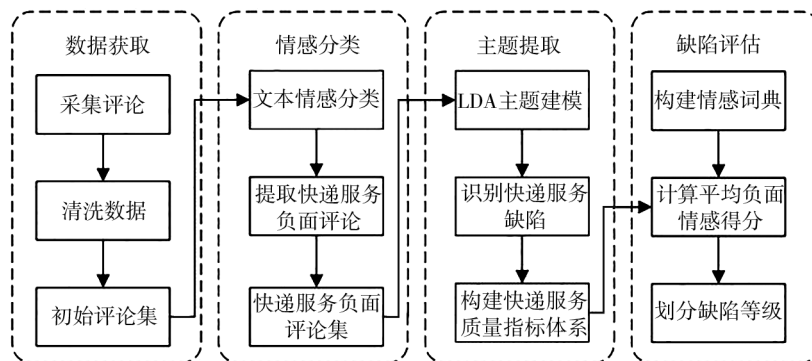 数据获取
采集评论
清洗数据
初始评论集
情感分类
文本情感分类
提取快递服务
负面评论
快递服务负面
评论集
主题提取
LDA主题建模
识别快递服务
缺陷
构建快递服务
质量指标体系
缺陷评估
构建情感词典
计算平均负面
情感得分
划分缺陷等级